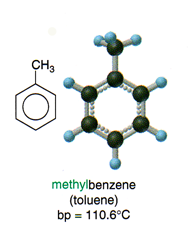 CH₃
methylbenzene
(toluene)
bp = 110.6°C